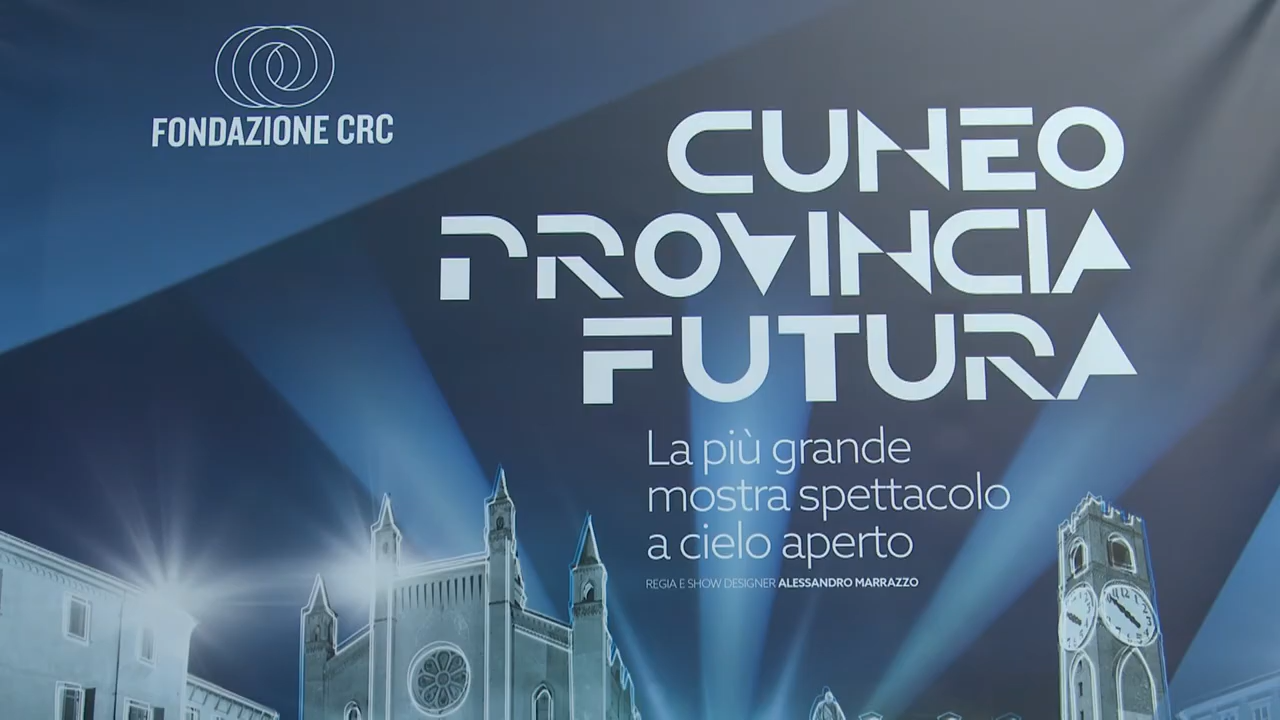 FONDAZIONE CRC
CUNEO
PROVINCIA
FUTURA
La più grande
mostra spettacolo
a cielo aperto
REGIA E SHOW DESIGNER ALESSANDRO MARRAZZO